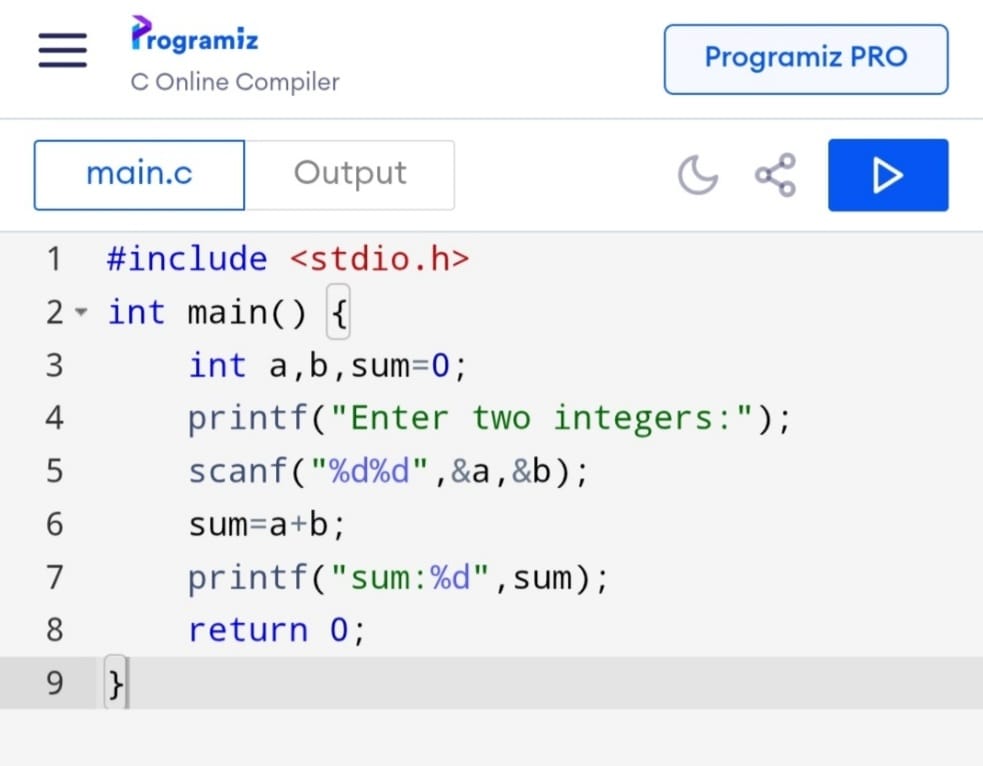 Programiz
C Online Compiler
Programiz PRO
main.c
Output
1 #include <stdio.h>
2 int main() {
3     int a,b,sum=0;
4     printf("Enter two integers:");
5     scanf("%d%d",&a,&b);
6     sum=a+b;
7     printf("sum:%d",sum);
8     return 0;
9 }